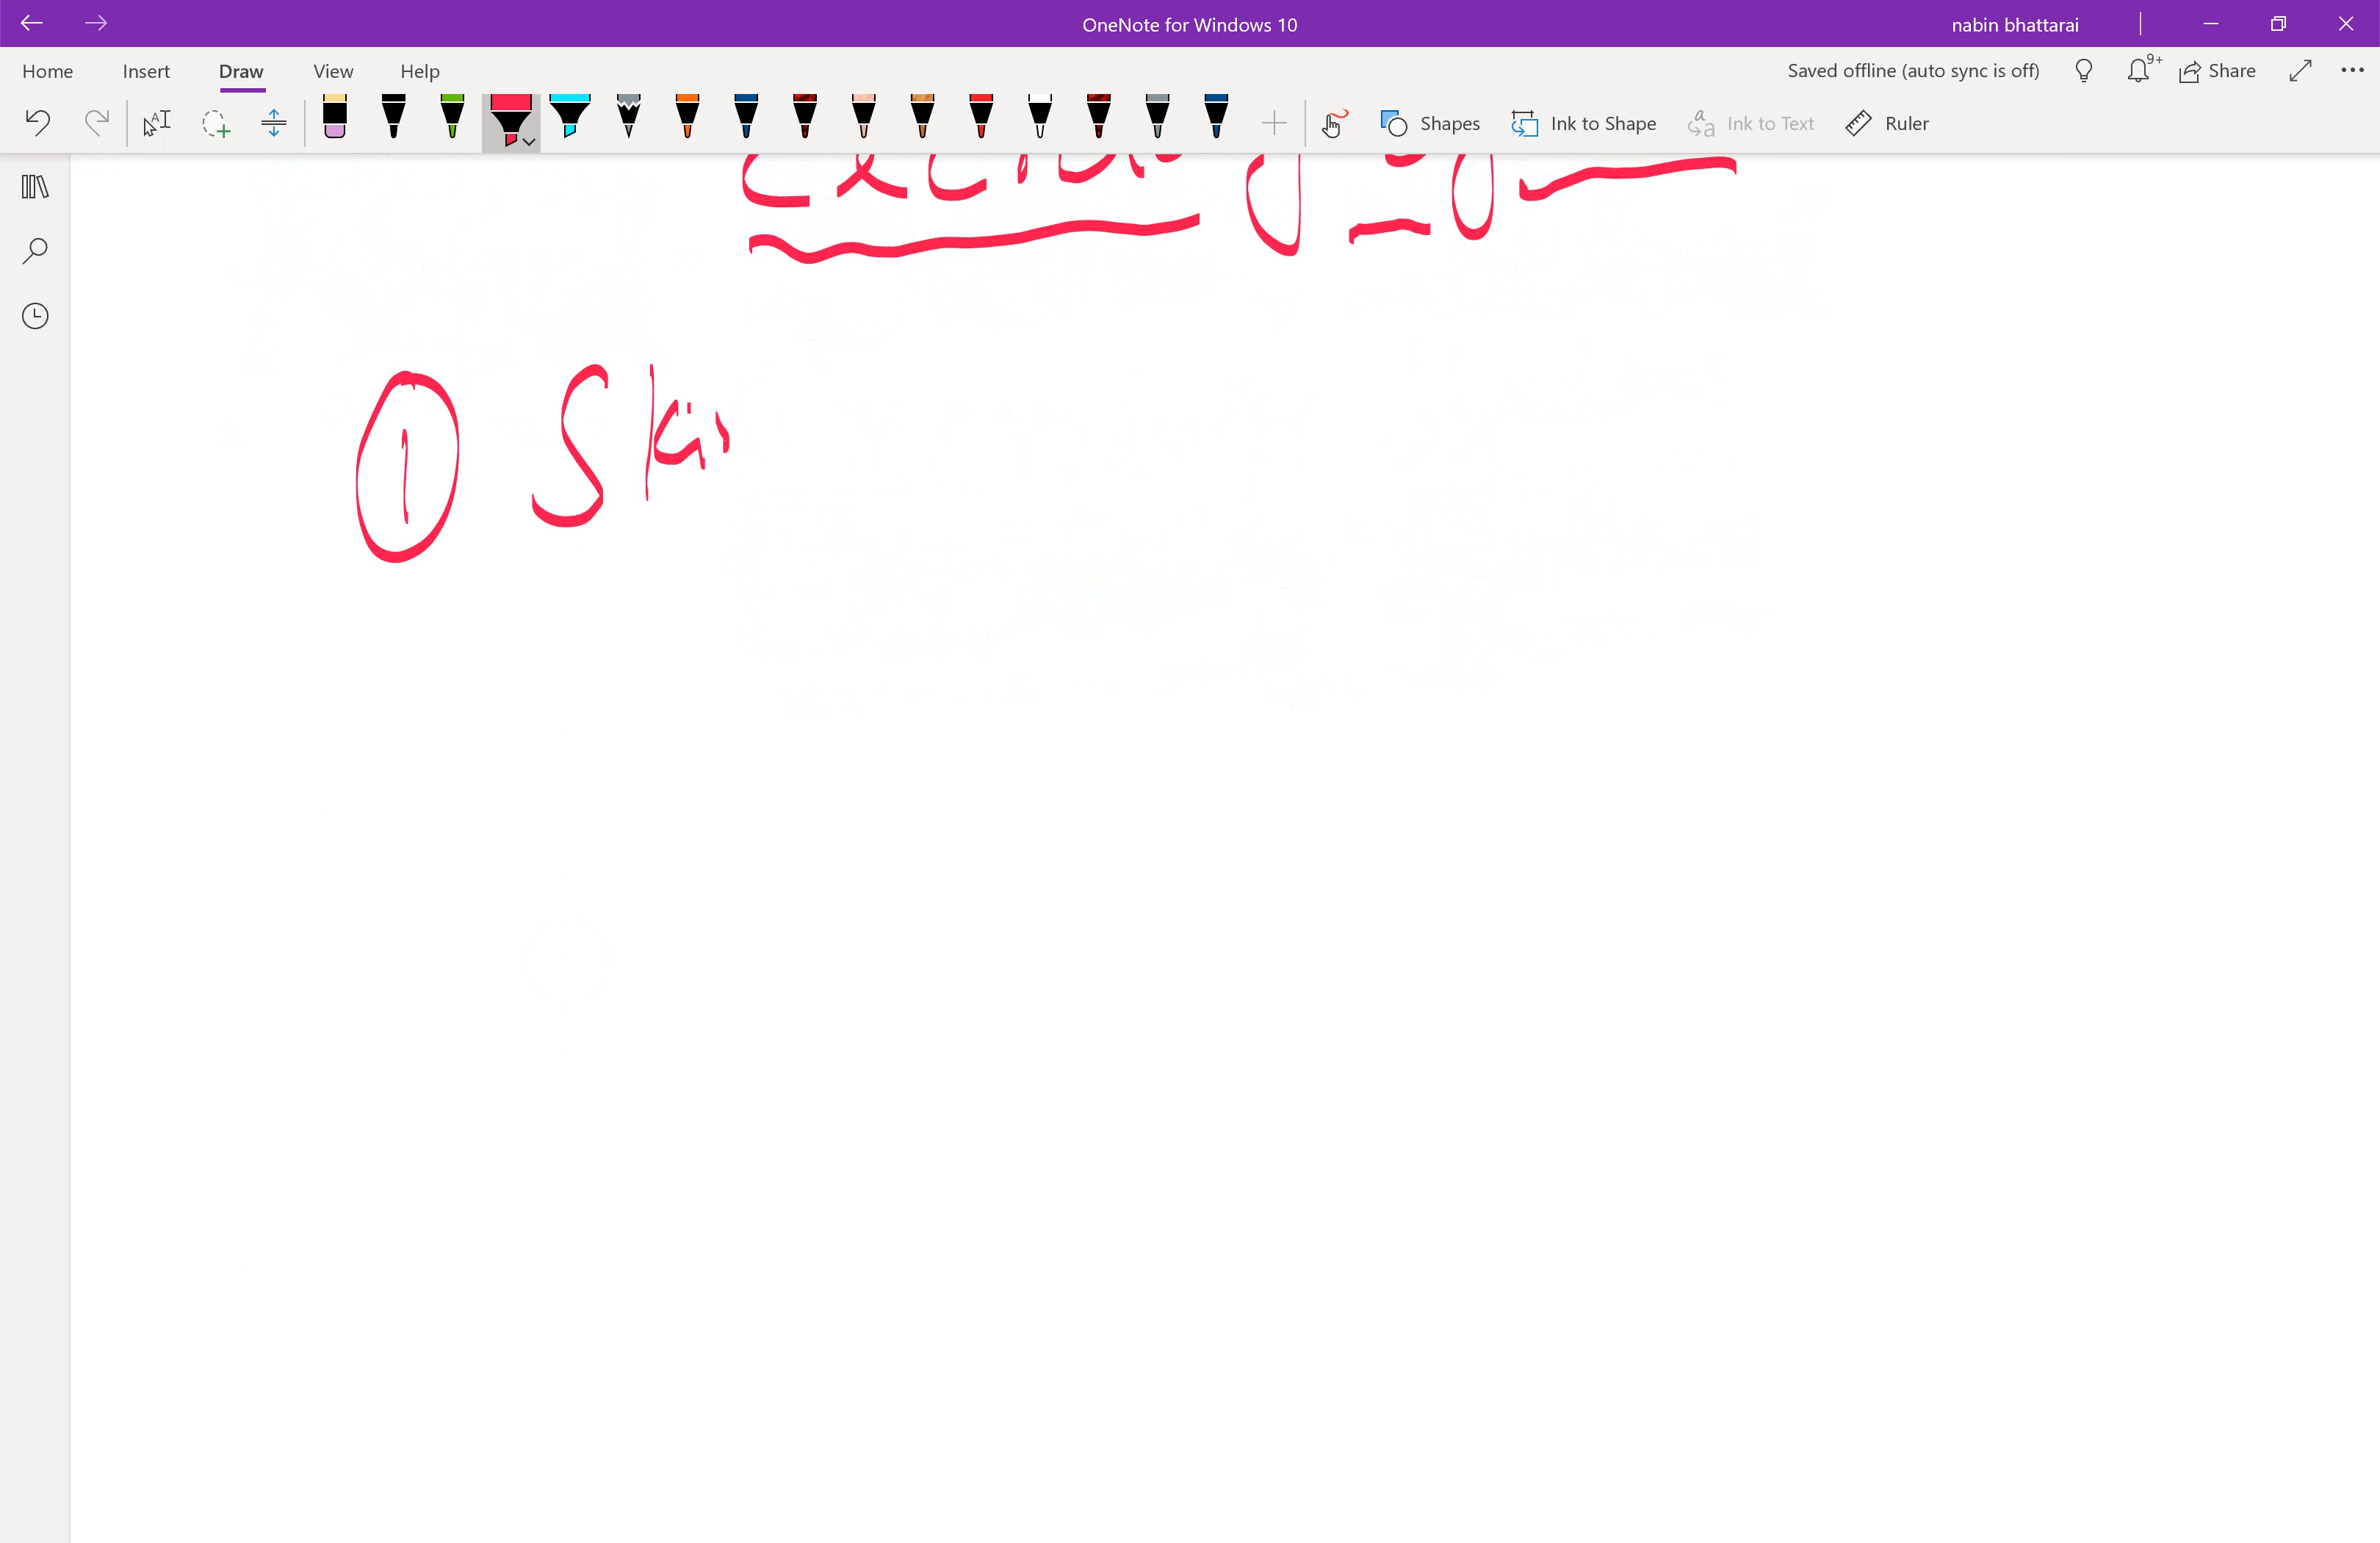 OneNote for Windows 10 nabin bhattarai
Home Insert Draw View Help Saved offline (auto sync is off) 9+ Share
Shapes Ink to Shape Ink to Text Ruler
① Skin